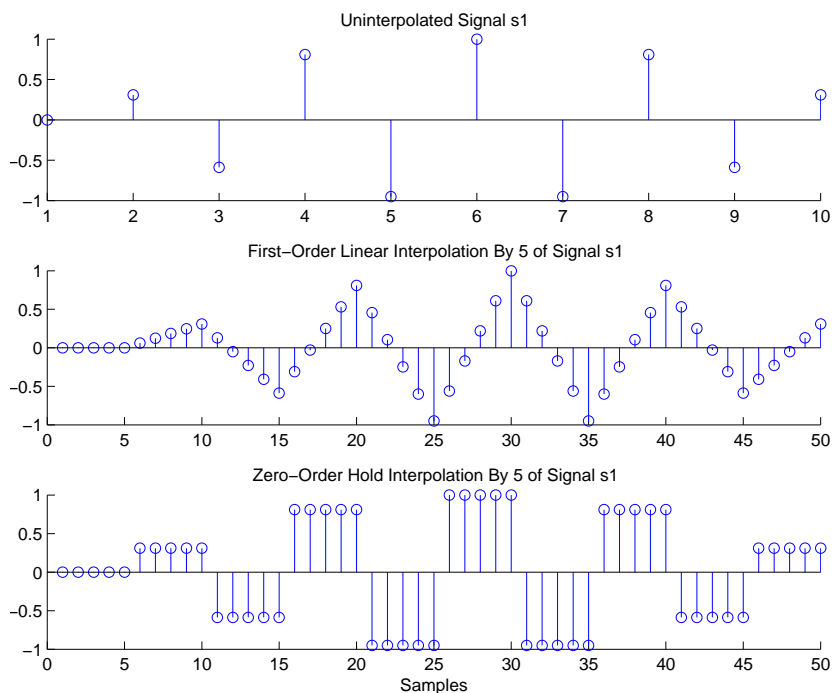 Uninterpolated Signal s1
1
0.5
0
−0.5
−1
1 2 3 4 5 6 7 8 9 10
First−Order Linear Interpolation By 5 of Signal s1
1
0.5
0
−0.5
−1
0 5 10 15 20 25 30 35 40 45 50
Zero−Order Hold Interpolation By 5 of Signal s1
1
0.5
0
−0.5
−1
0 5 10 15 20 25 30 35 40 45 50
Samples